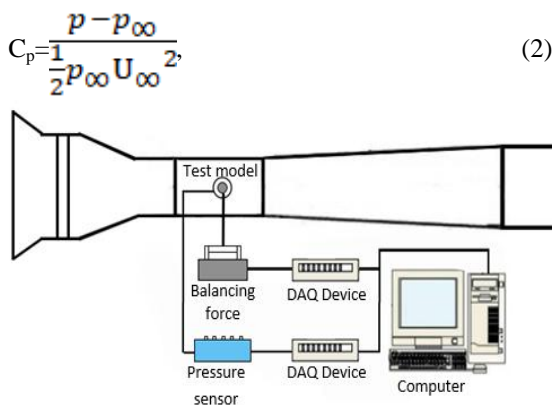 Cp=p−p∞/½p∞U∞², (2)
Test model
Balancing
force
DAQ Device
Pressure
sensor
DAQ Device
Computer